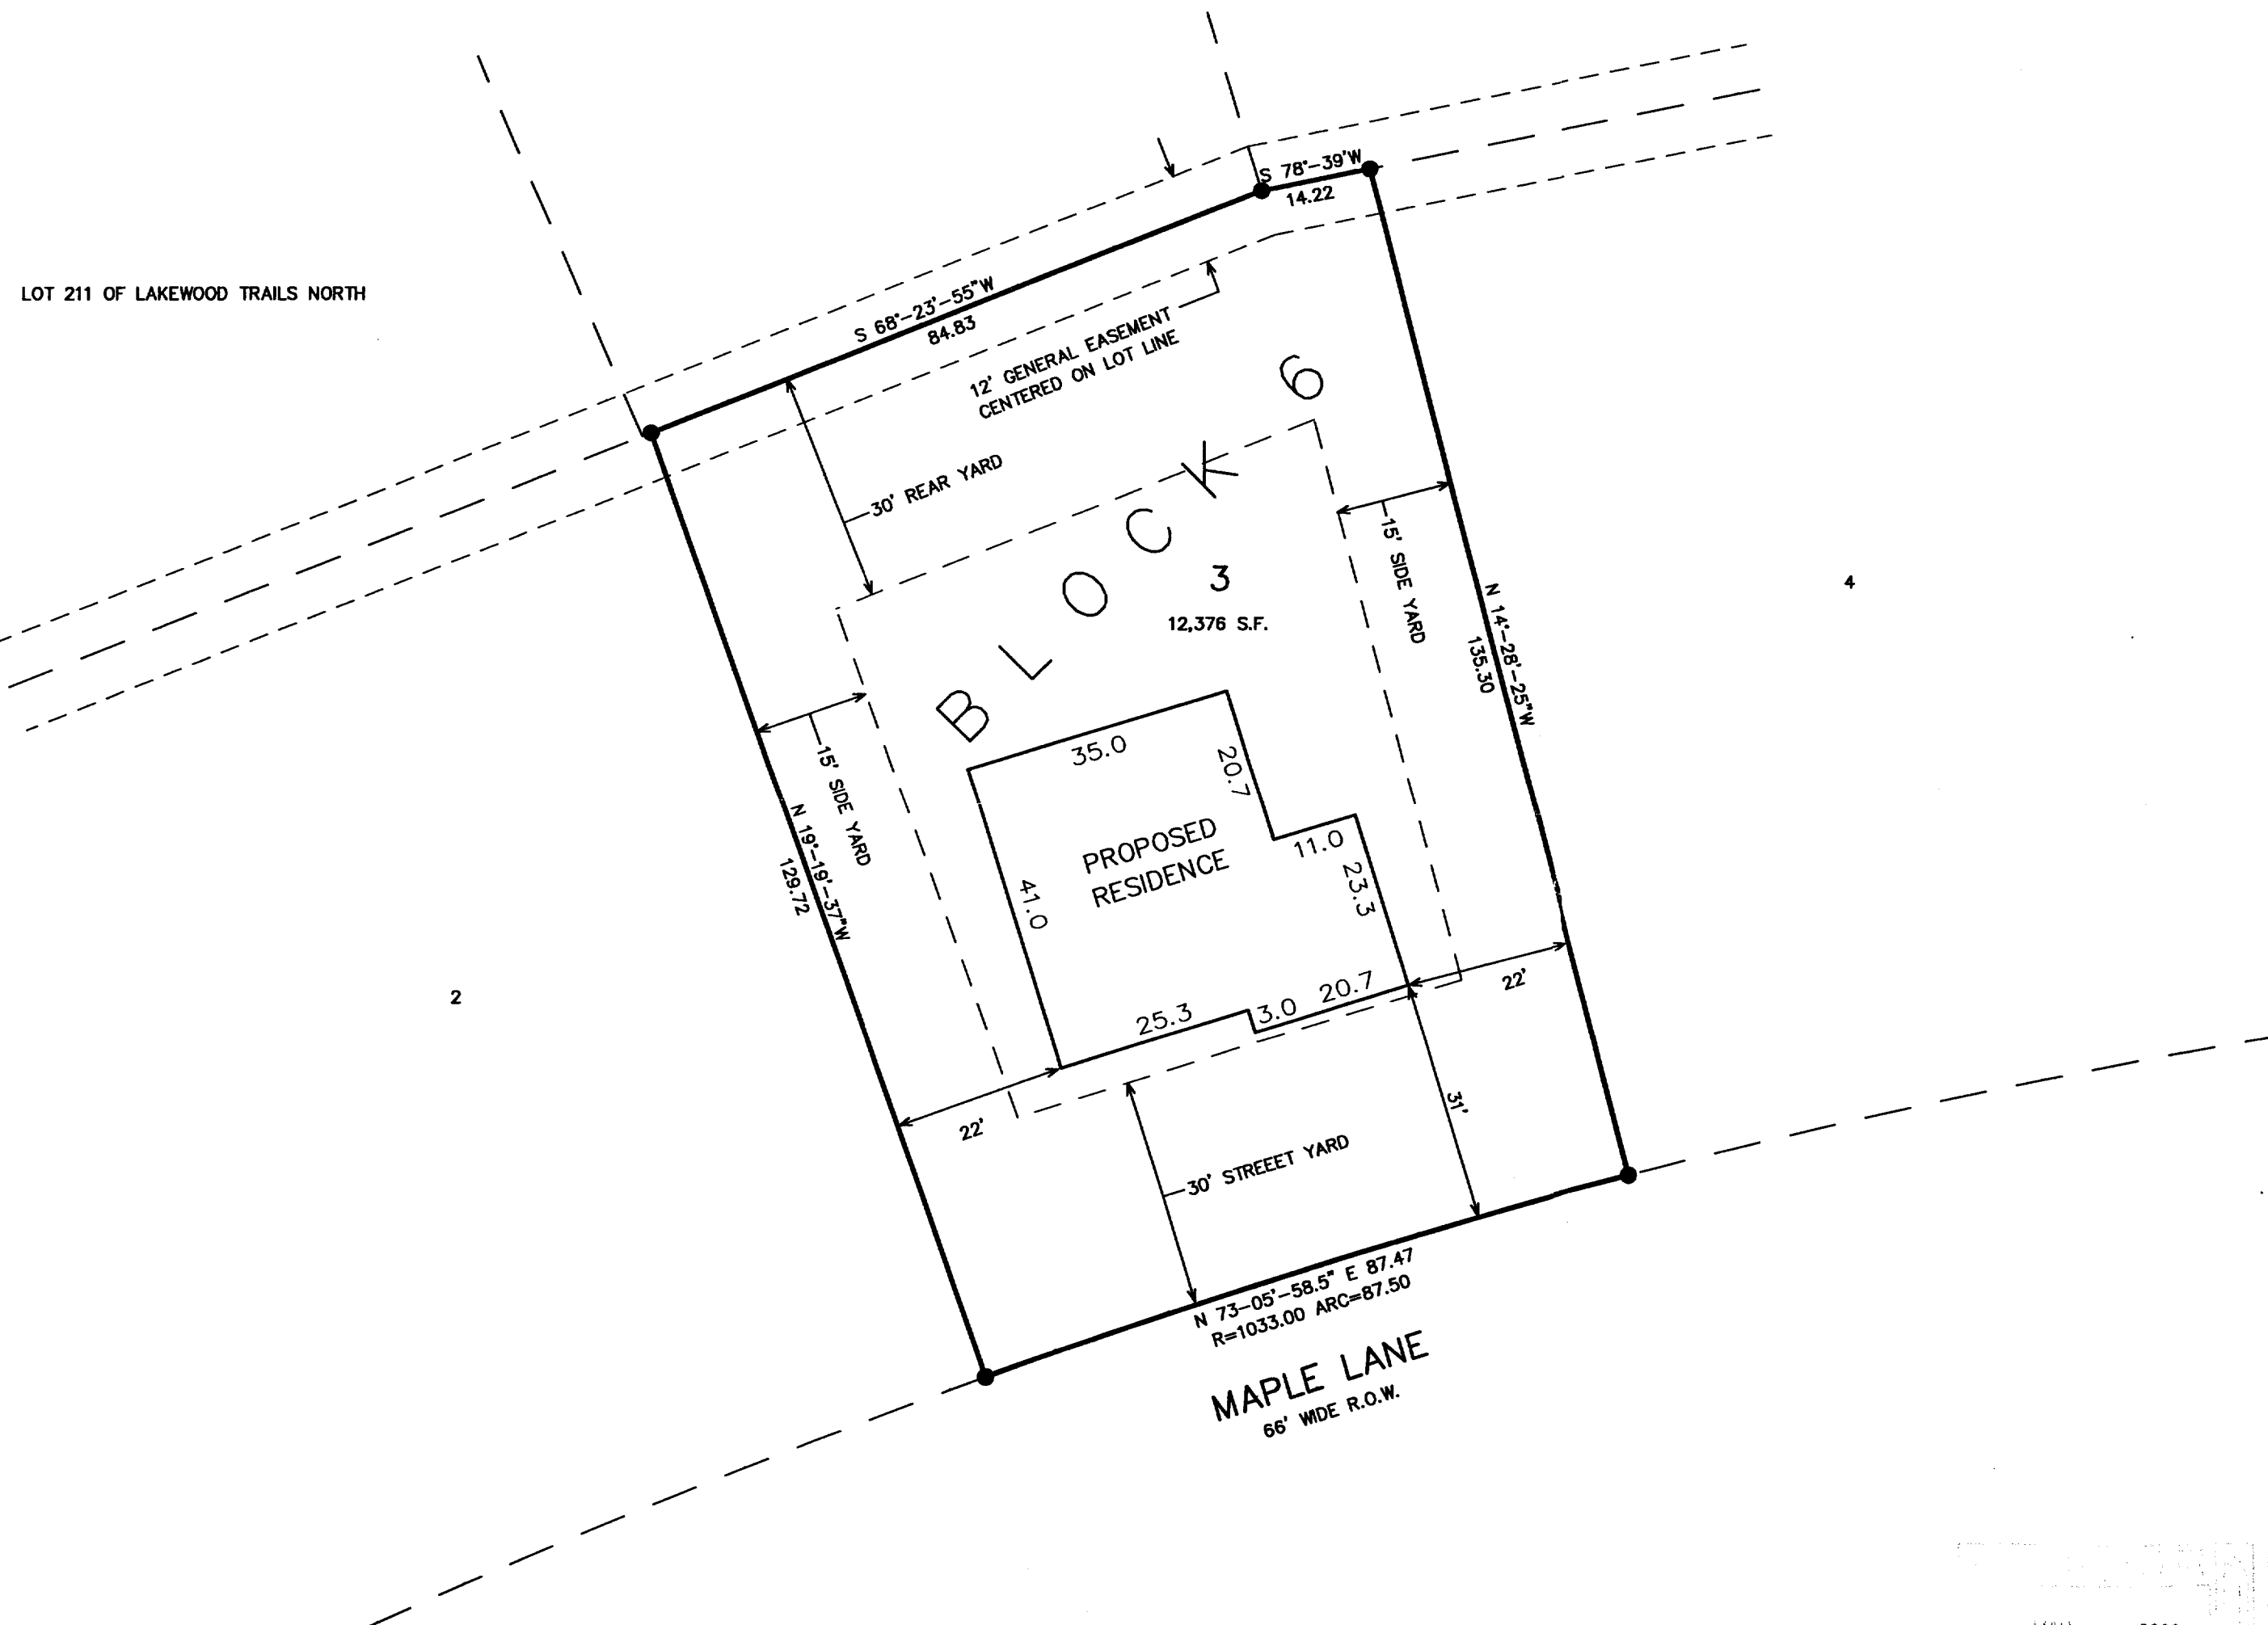 S 78°-39'W
14.22
LOT 211 OF LAKEWOOD TRAILS NORTH
S 68°-23'-55"W
84.83
12' GENERAL EASEMENT
CENTERED ON LOT LINE
30' REAR YARD
BLOCK 6
3
12,376 S.F.
15' SIDE YARD
N 14°-28'-25"W
135.30
4
15' SIDE YARD
N 19°-19'-37"W
129.72
35.0
20.7
11.0
23.3
41.0
PROPOSED
RESIDENCE
25.3
3.0
20.7
22'
22'
2
31'
30' STREEET YARD
N 73-05'-58.5" E 87.47
R=1033.00 ARC=87.50
MAPLE LANE
66' WIDE R.O.W.